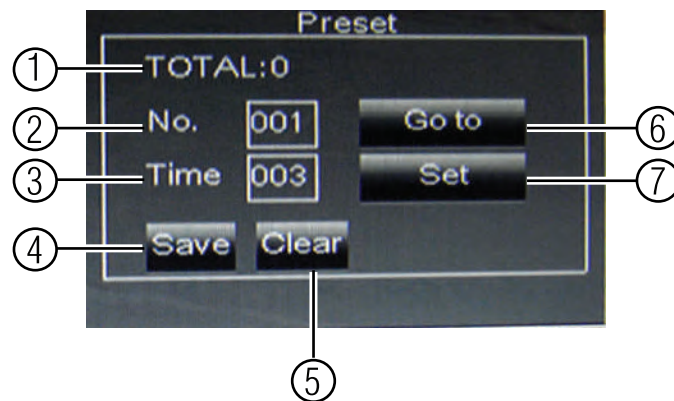 Preset
① TOTAL:0
② No. 001 Go to ⑥
③ Time 003 Set ⑦
④ Save Clear
⑤